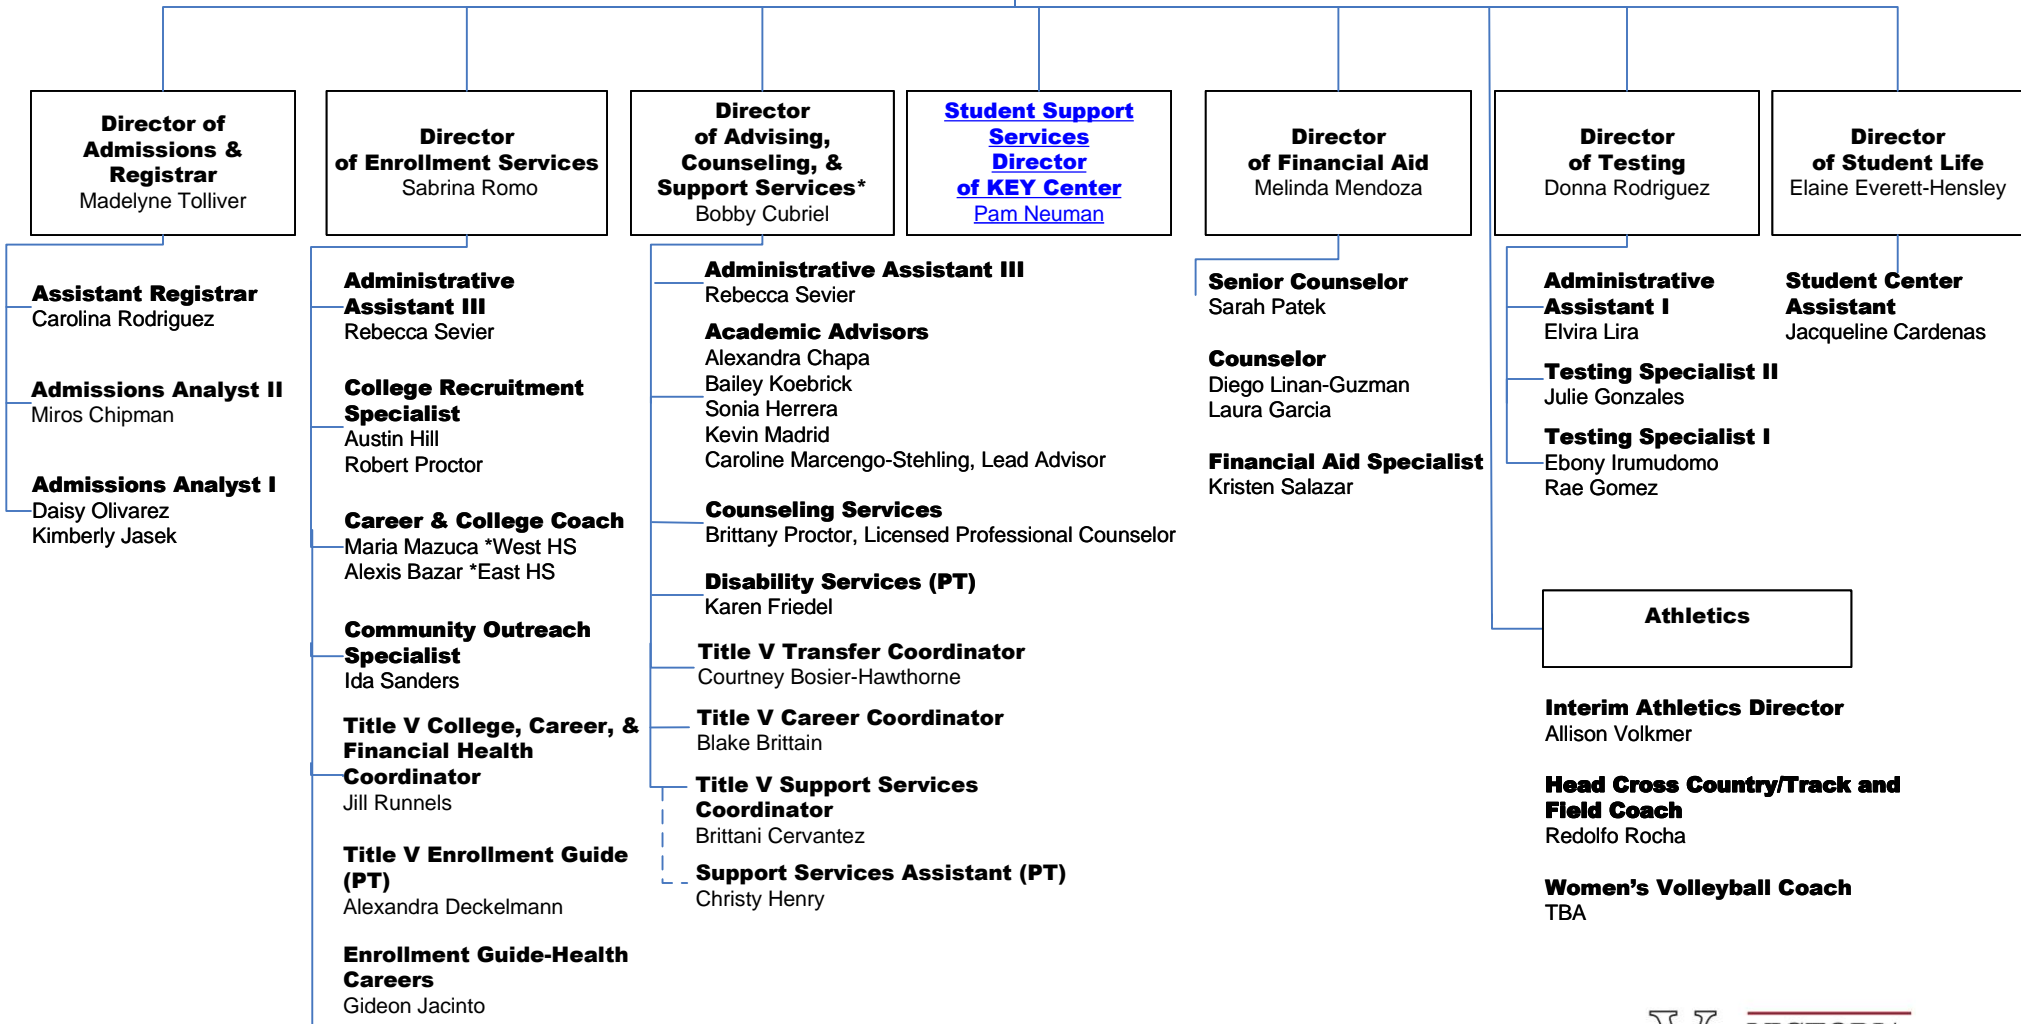 Director of
Admissions &
Registrar
Madelyne Tolliver
Director
of Enrollment Services
Sabrina Romo
Director
of Advising,
Counseling, &
Support Services*
Bobby Cubriel
Student Support
Services
Director
of KEY Center
Pam Neuman
Director
of Financial Aid
Melinda Mendoza
Director
of Testing
Donna Rodriguez
Director
of Student Life
Elaine Everett-Hensley
Assistant Registrar
Carolina Rodriguez
Admissions Analyst II
Miros Chipman
Admissions Analyst I
Daisy Olivarez
Kimberly Jasek
Administrative
Assistant III
Rebecca Sevier
College Recruitment
Specialist
Austin Hill
Robert Proctor
Career & College Coach
Maria Mazuca *West HS
Alexis Bazar *East HS
Community Outreach
Specialist
Ida Sanders
Title V College, Career, &
Financial Health
Coordinator
Jill Runnels
Title V Enrollment Guide
(PT)
Alexandra Deckelmann
Enrollment Guide-Health
Careers
Gideon Jacinto
Administrative Assistant III
Rebecca Sevier
Academic Advisors
Alexandra Chapa
Bailey Koebrick
Sonia Herrera
Kevin Madrid
Caroline Marcengo-Stehling, Lead Advisor
Counseling Services
Brittany Proctor, Licensed Professional Counselor
Disability Services (PT)
Karen Friedel
Title V Transfer Coordinator
Courtney Bosier-Hawthorne
Title V Career Coordinator
Blake Brittain
Title V Support Services
Coordinator
Brittani Cervantez
Support Services Assistant (PT)
Christy Henry
Senior Counselor
Sarah Patek
Counselor
Diego Linan-Guzman
Laura Garcia
Financial Aid Specialist
Kristen Salazar
Administrative
Assistant I
Elvira Lira
Testing Specialist II
Julie Gonzales
Testing Specialist I
Ebony Irumudomo
Rae Gomez
Student Center
Assistant
Jacqueline Cardenas
Athletics
Interim Athletics Director
Allison Volkmer
Head Cross Country/Track and
Field Coach
Redolfo Rocha
Women's Volleyball Coach
TBA